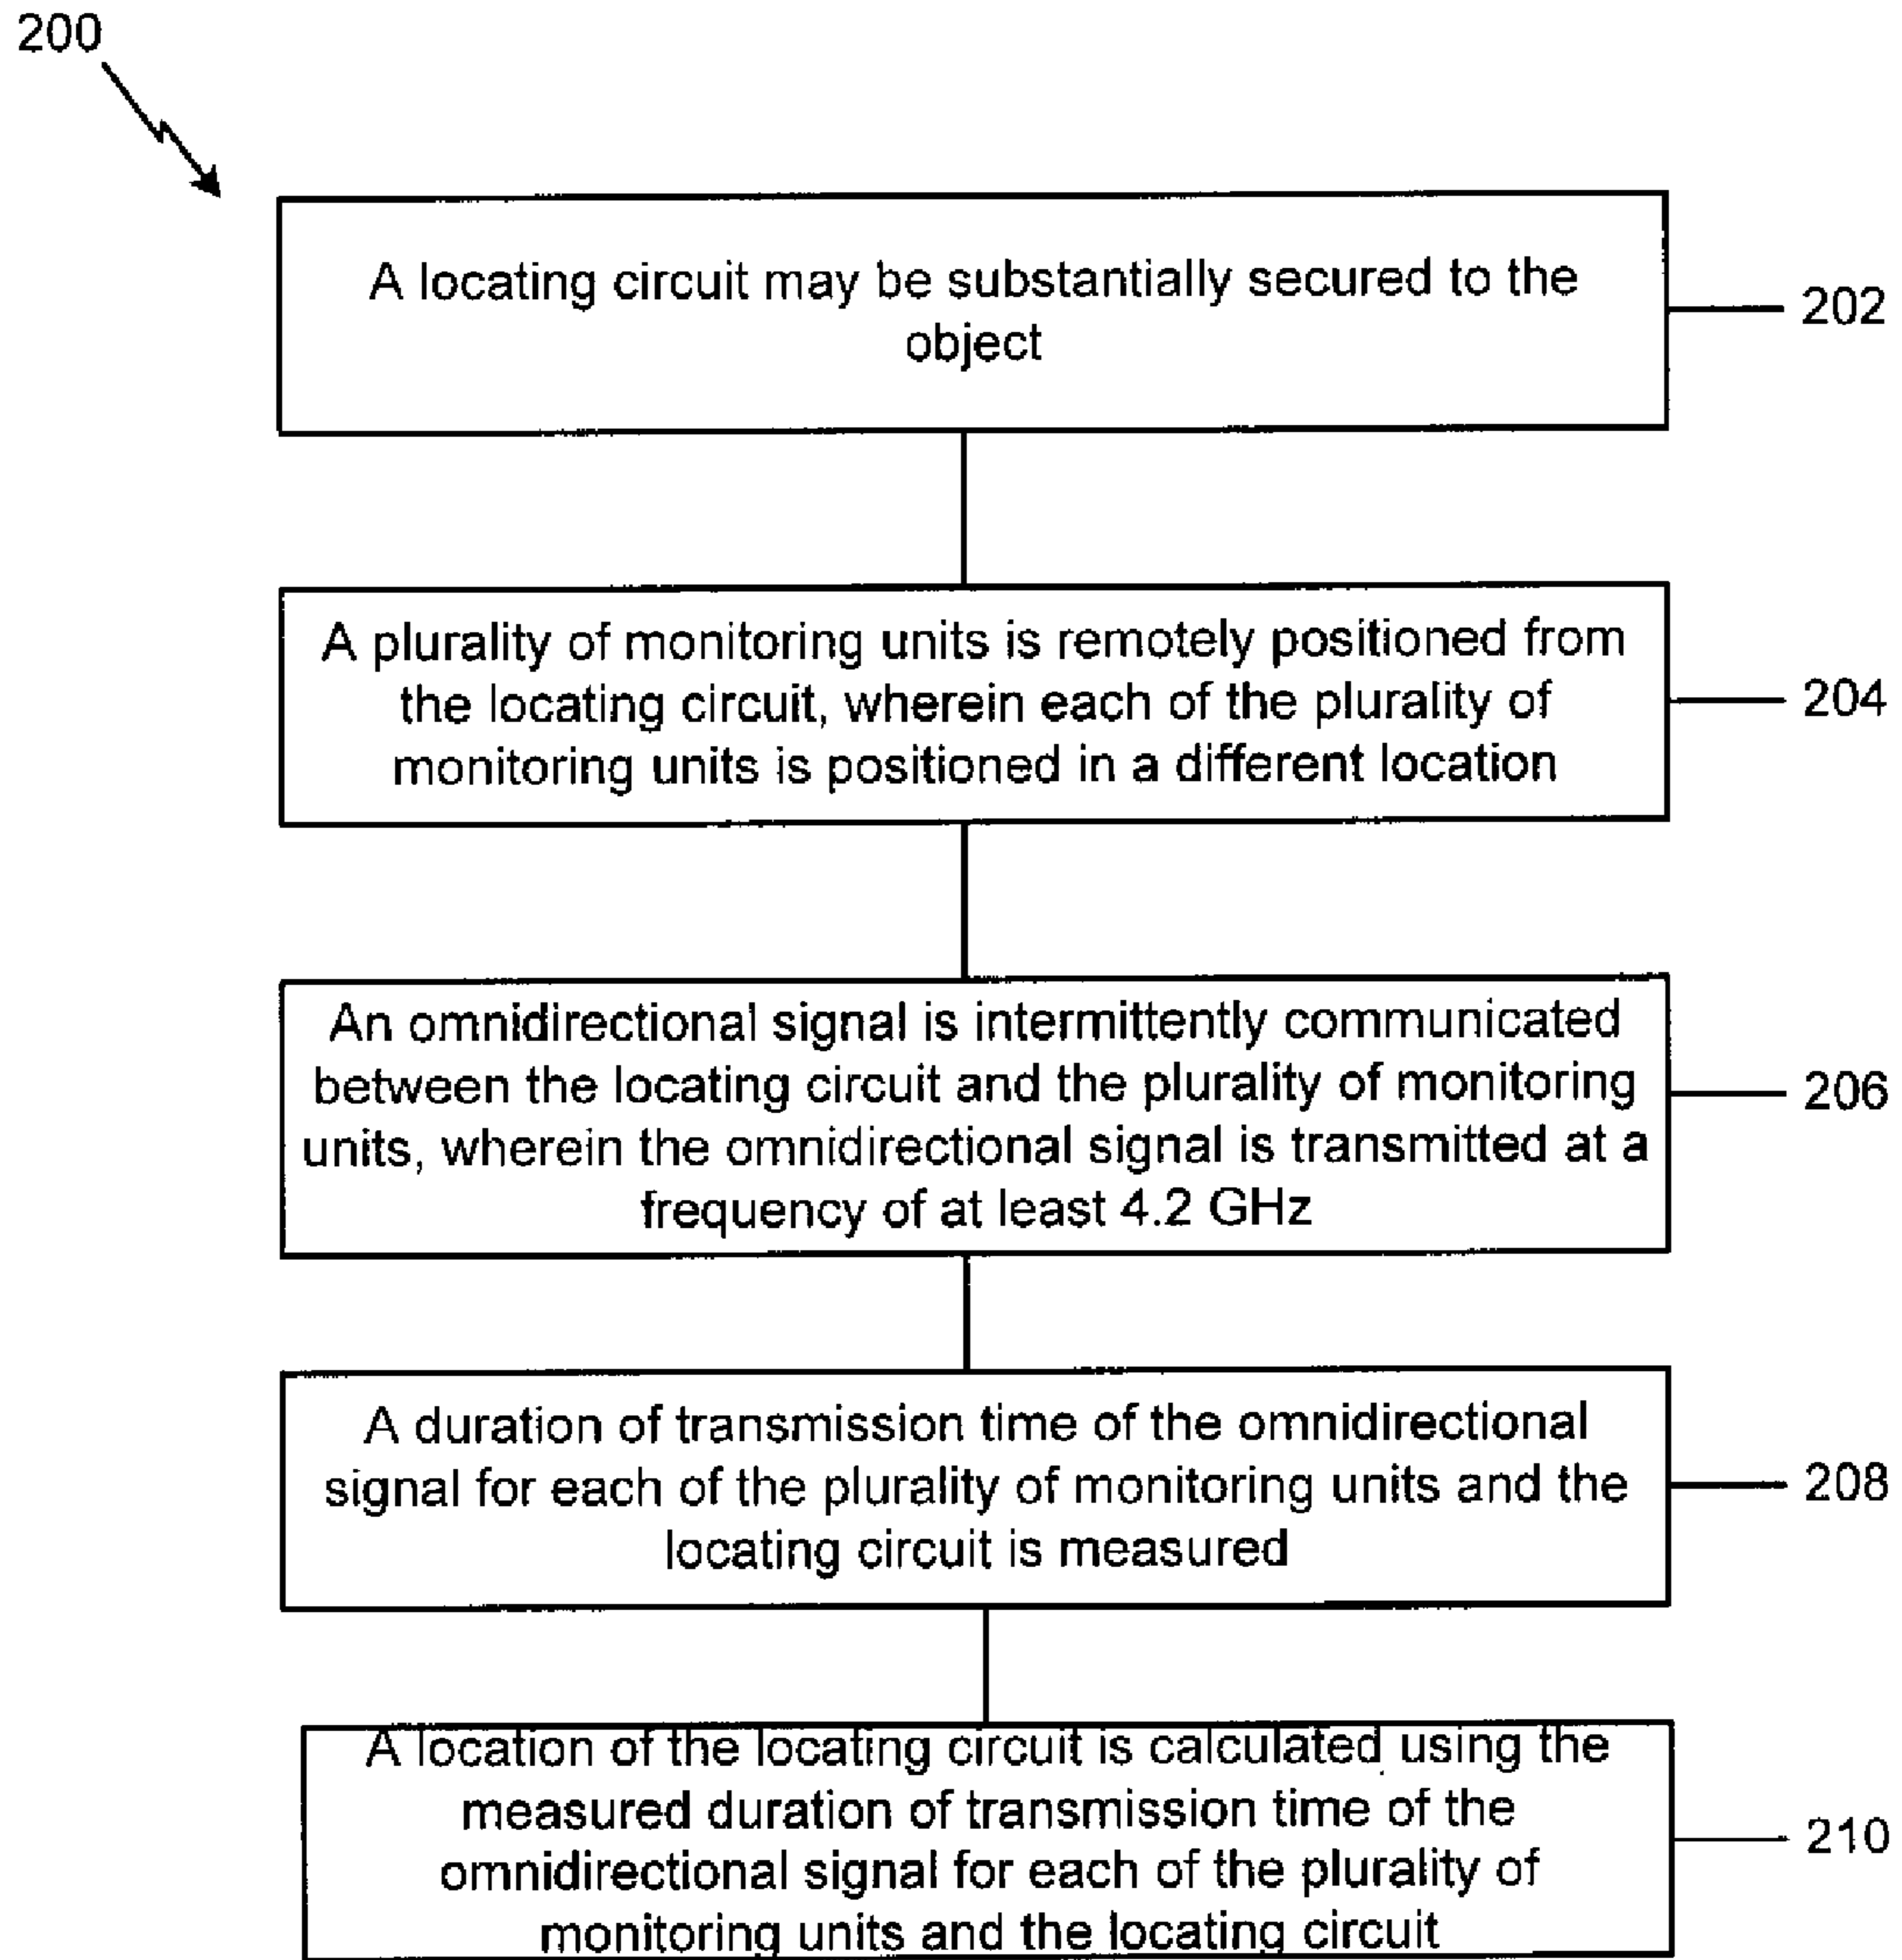 200
A locating circuit may be substantially secured to the
object
202
A plurality of monitoring units is remotely positioned from
the locating circuit, wherein each of the plurality of
monitoring units is positioned in a different location
204
An omnidirectional signal is intermittently communicated
between the locating circuit and the plurality of monitoring
units, wherein the omnidirectional signal is transmitted at a
frequency of at least 4.2 GHz
206
A duration of transmission time of the omnidirectional
signal for each of the plurality of monitoring units and the
locating circuit is measured
208
A location of the locating circuit is calculated using the
measured duration of transmission time of the
omnidirectional signal for each of the plurality of
monitoring units and the locating circuit
210